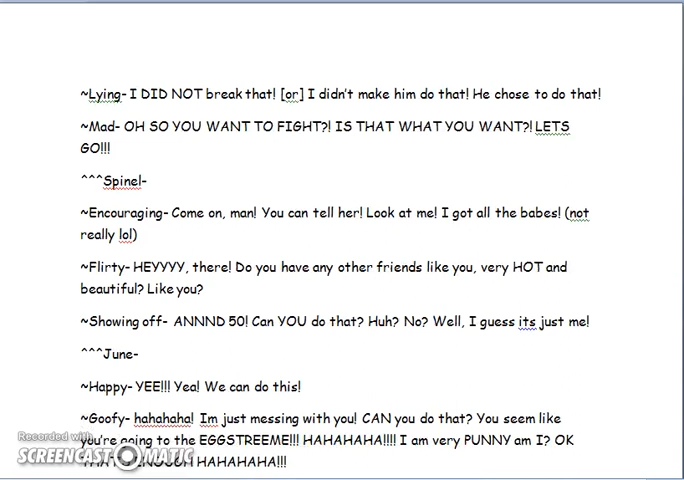 ~Lying- I DID NOT break that! [or] I didn't make him do that! He chose to do that!
~Mad- OH SO YOU WANT TO FIGHT?! IS THAT WHAT YOU WANT?! LETS
GO!!!
^^^Spinel-
~Encouraging- Come on, man! You can tell her! Look at me! I got all the babes! (not
really lol)
~Flirty- HEYYYY, there! Do you have any other friends like you, very HOT and
beautiful? Like you?
~Showing off- ANNND 50! Can YOU do that? Huh? No? Well, I guess its just me!
^^^June-
~Happy- YEE!!! Yea! We can do this!
~Goofy- hahahaha! Im just messing with you! CAN you do that? You seem like
you're going to the EGGSTREEME!!! HAHAHAHA!!!! I am very PUNNY am I? OK
THAT'S ENOUGH HAHAHAHA!!!
Recorded with
SCREENCAST-O-MATIC